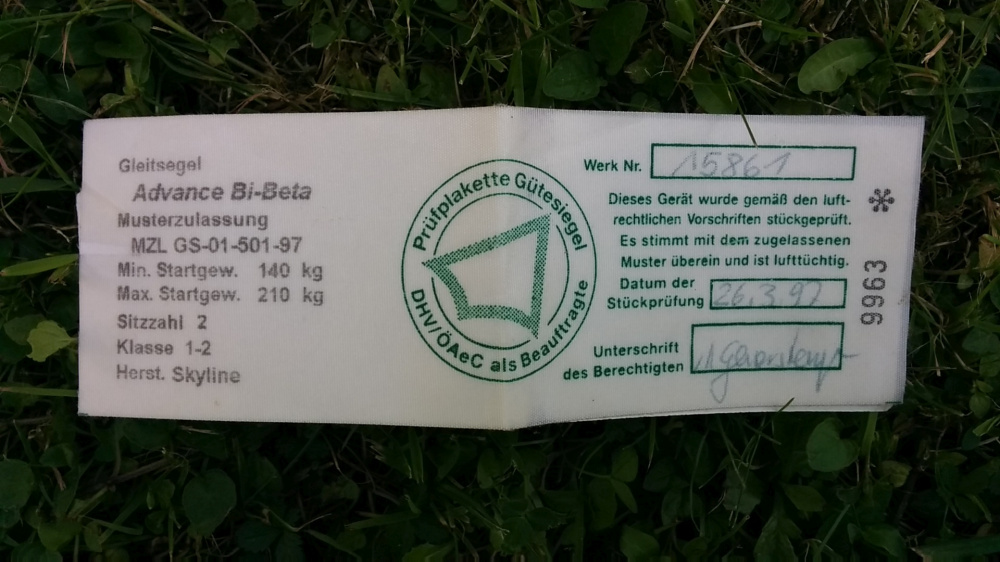 Gleitsegel
Advance Bi-Beta
Musterzulassung
MZL GS-01-501-97
Min. Startgew. 140 kg
Max. Startgew. 210 kg
Sitzzahl 2
Klasse 1-2
Herst. Skyline
Prüfplakette Gütesiegel
DHV/ÖAeC als Beauftragte
Werk Nr. 15861
Dieses Gerät wurde gemäß den luft-
rechtlichen Vorschriften stückgeprüft.
Es stimmt mit dem zugelassenen
Muster überein und ist lufttüchtig.
Datum der
Stückprüfung 26.3.97
Unterschrift
des Berechtigten
9963 *